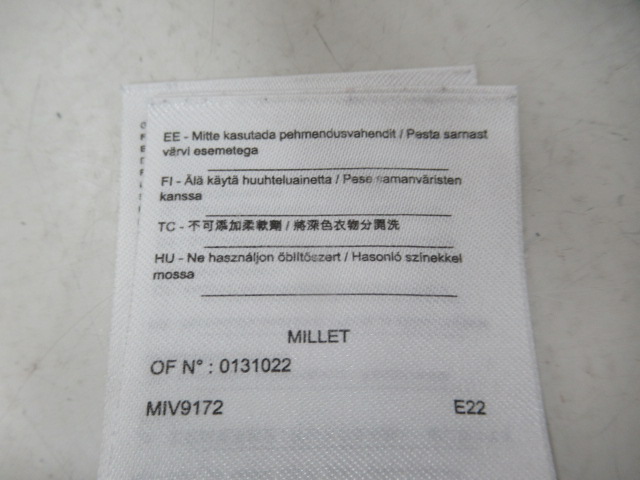 EE - Mitte kasutada pehmendusvahendit / Pesta samast
värvi esemetega
FI - Älä käytä huuhteluainetta / Pese samanväristen
kanssa
TC - 不可添加柔軟劑 / 將深色衣物分開洗
HU - Ne használjon öblítőszert / Hasonló színekkel
mossa
MILLET
OF N° : 0131022
MIV9172 E22